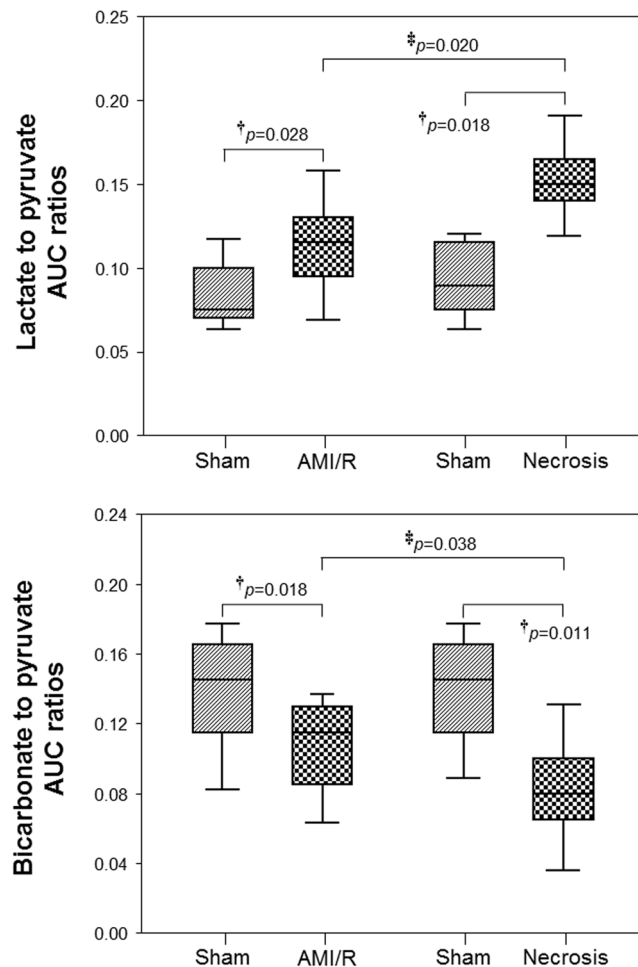 Lactate to pyruvate
AUC ratios
0.25
0.20
0.15
0.10
0.05
0.00
‡p=0.020
†p=0.028
†p=0.018
Sham
AMI/R
Sham
Necrosis
Bicarbonate to pyruvate
AUC ratios
0.24
0.20
0.16
0.12
0.08
0.04
0.00
‡p=0.038
†p=0.018
†p=0.011
Sham
AMI/R
Sham
Necrosis